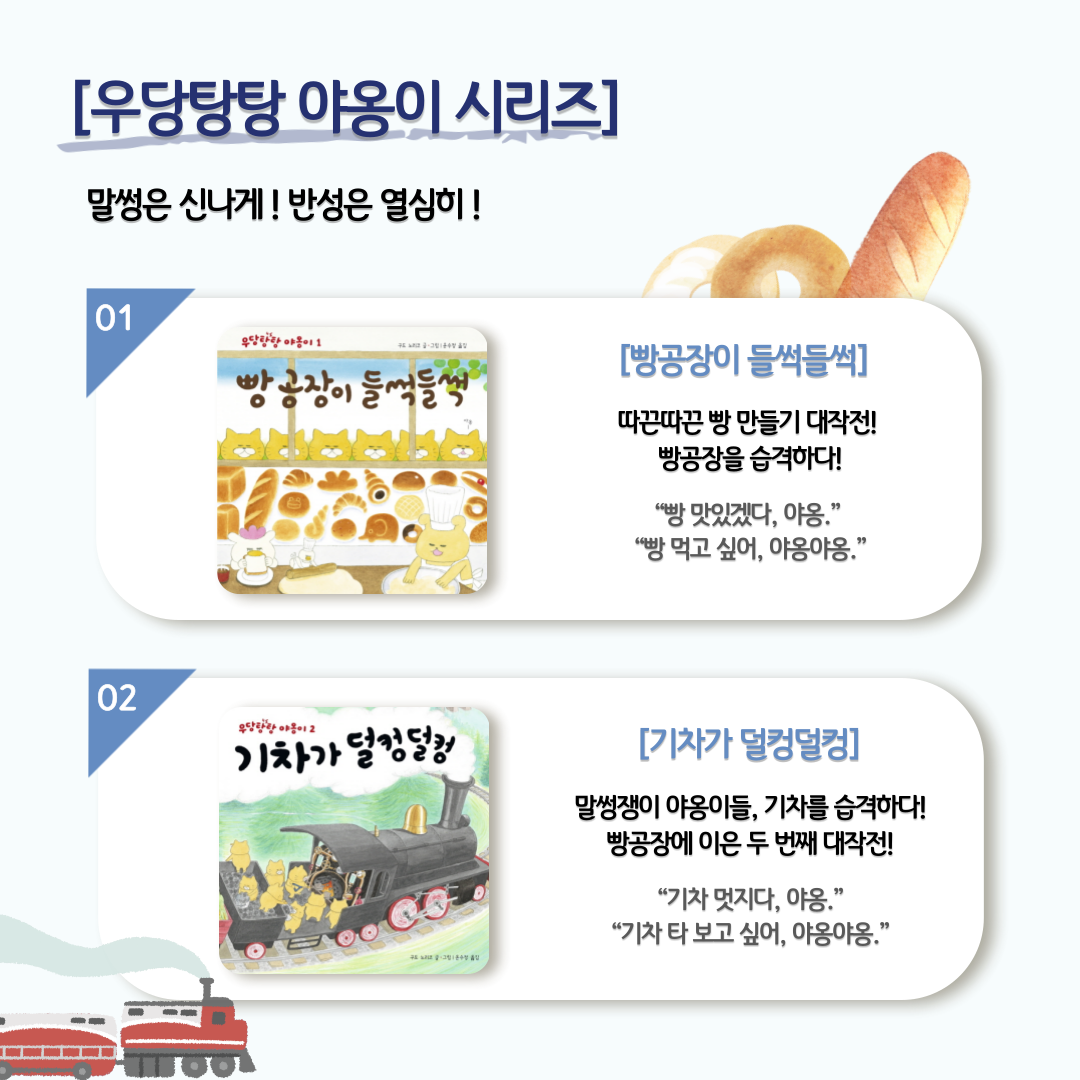 [우당탕탕 야옹이 시리즈]
말썽은 신나게 ! 반성은 열심히 !
01
우당탕탕 야옹이 1
구도 노리코 글·그림 | 윤수정 옮김
빵공장이 들썩들썩
[빵공장이 들썩들썩]
따끈따끈 빵 만들기 대작전!
빵공장을 습격하다!
“빵 맛있겠다, 야옹.”
“빵 먹고 싶어, 야옹야옹.”
02
우당탕탕 야옹이 2
기차가 덜컹덜컹
구도 노리코 글·그림 | 윤수정 옮김
[기차가 덜컹덜컹]
말썽쟁이 야옹이들, 기차를 습격하다!
빵공장에 이은 두 번째 대작전!
“기차 멋지다, 야옹.”
“기차 타 보고 싶어, 야옹야옹.”